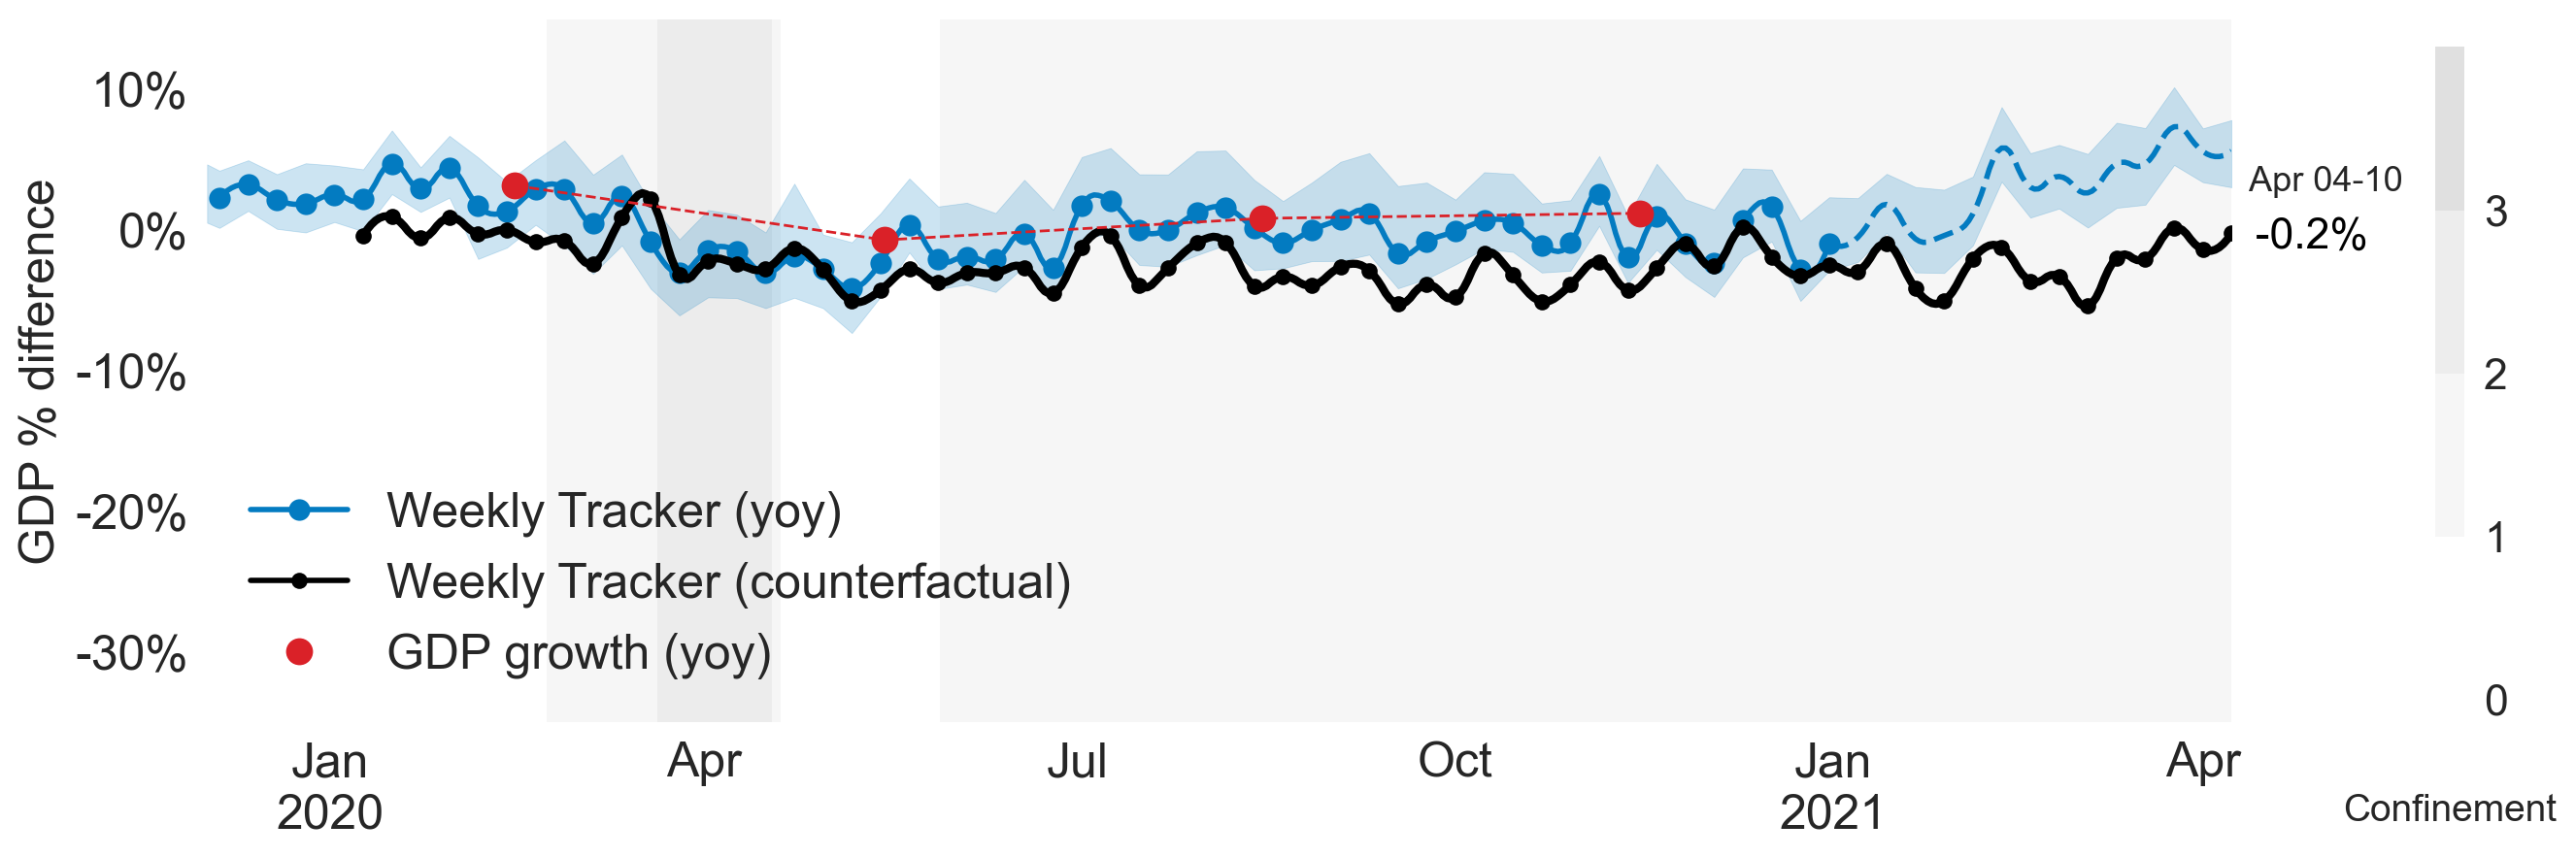 GDP % difference
10%
0%
-10%
-20%
-30%
Weekly Tracker (yoy)
Weekly Tracker (counterfactual)
GDP growth (yoy)
Jan
2020
Apr
Jul
Oct
Jan
2021
Apr
Apr 04-10
-0.2%
3
2
1
0
Confinement